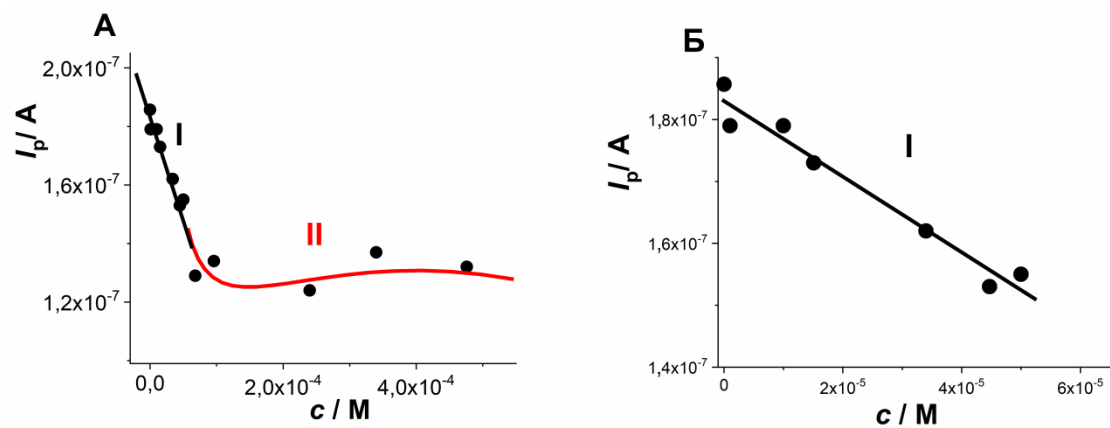 А
2,0x10⁻⁷
1,6x10⁻⁷
1,2x10⁻⁷
Iₚ/ A
I
II
0,0
2,0x10⁻⁴
4,0x10⁻⁴
c / M
Б
1,8x10⁻⁷
1,6x10⁻⁷
1,4x10⁻⁷
Iₚ/ A
I
0
2x10⁻⁵
4x10⁻⁵
6x10⁻⁵
c / M